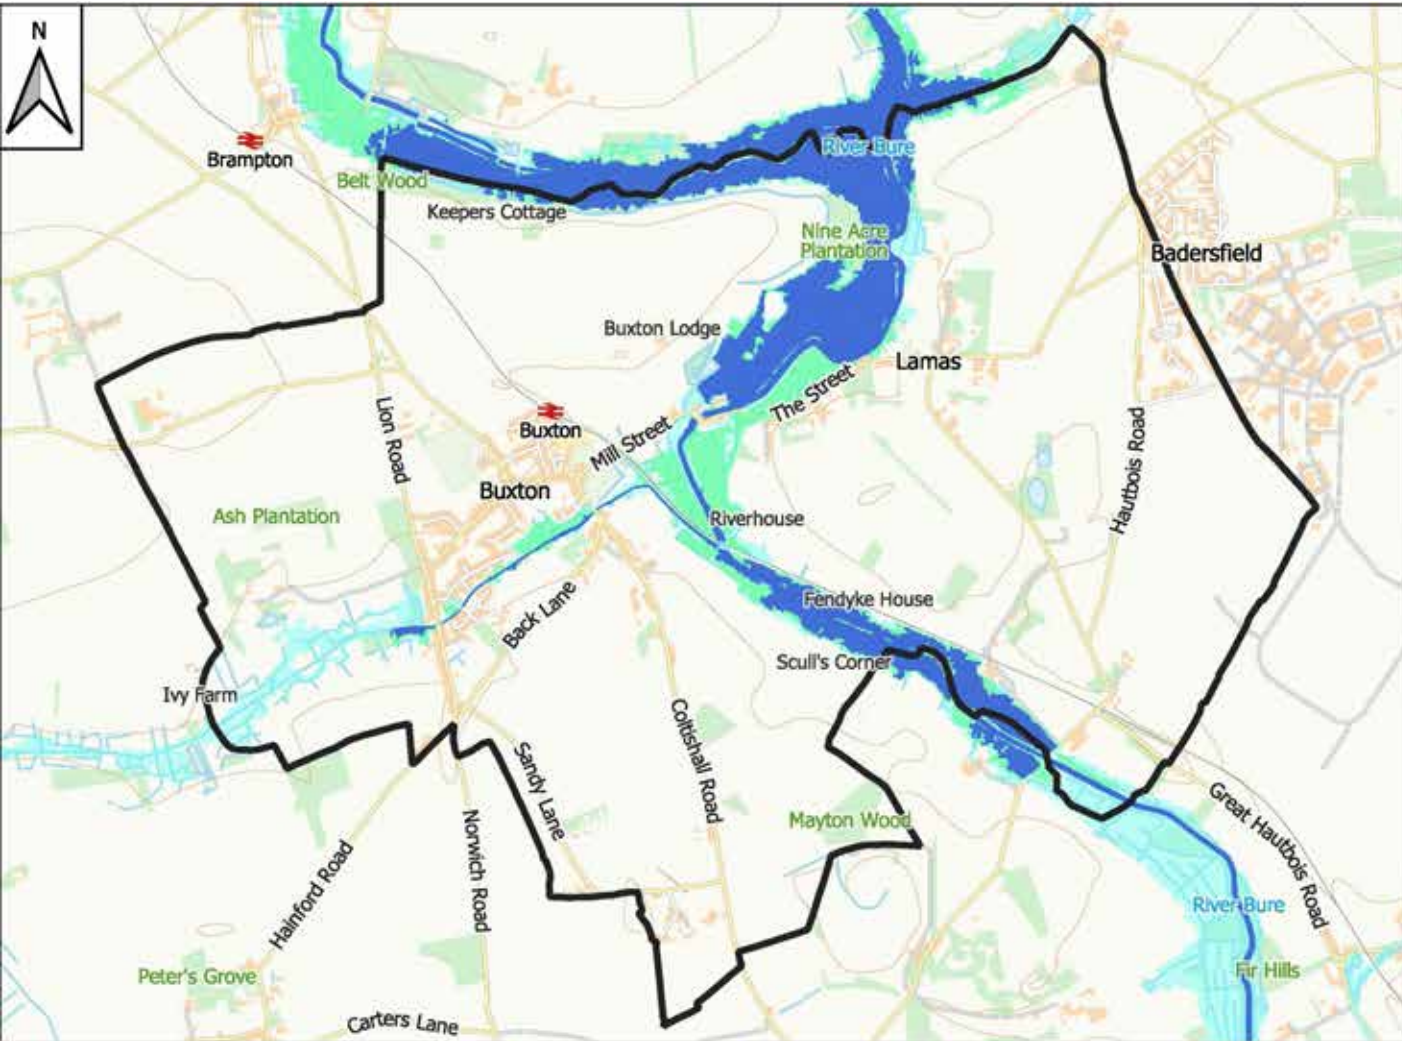 N
Brampton
Belt Wood
Keepers Cottage
River Bure
Nine Acre
Plantation
Badersfield
Buxton Lodge
Lamas
The Street
Lion Road
Buxton
Mill Street
Buxton
Hautbois Road
Ash Plantation
Riverhouse
Back Lane
Fendyke House
Scull's Corner
Ivy Farm
Coltishall Road
Sandy Lane
Mayton Wood
Great Hautbois Road
Norwich Road
Hainford Road
River Bure
Peter's Grove
Fir Hills
Carters Lane